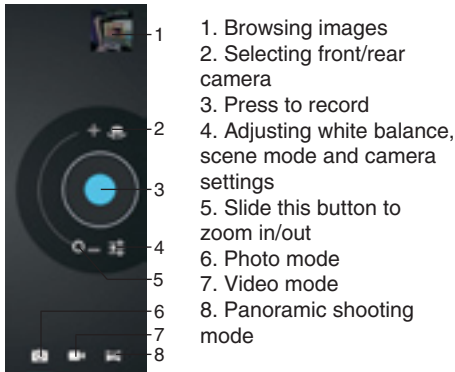 1
2
3
4
5
6
7
8
1. Browsing images
2. Selecting front/rear
camera
3. Press to record
4. Adjusting white balance,
scene mode and camera
settings
5. Slide this button to
zoom in/out
6. Photo mode
7. Video mode
8. Panoramic shooting
mode